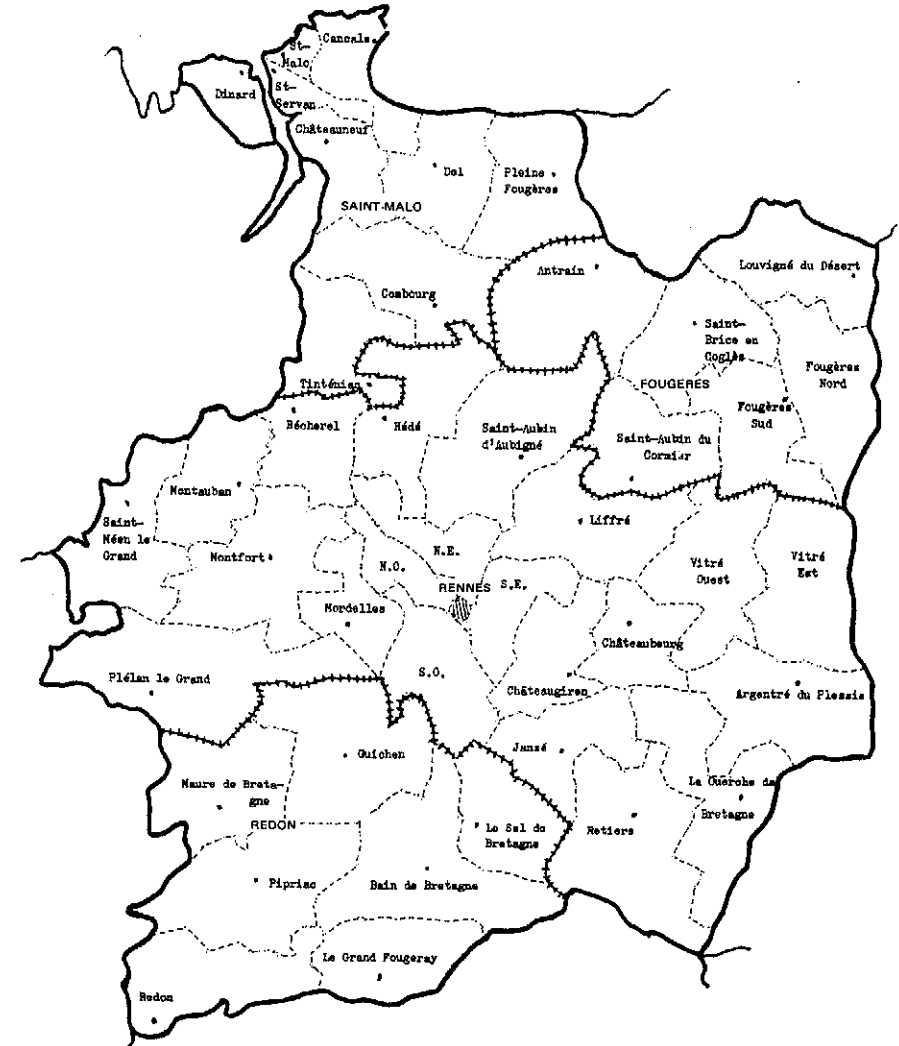 Cancale
St-
Malo
St-
Servan
Dinard
Châteauneuf
Dol
Pleine
Fougères
SAINT-MALO
Antrain
Louvigné du Désert
Combourg
Saint-
Brice en
Coglès
Fougères
Nord
FOUGERES
Tinténiac
Fougères
Sud
Bécherel
Hédé
Saint-Aubin
d'Aubigné
Saint-Aubin du
Cormier
Montauban
Saint-
Méen le
Grand
Liffré
Montfort
N.E.
N.O.
Vitré
Ouest
Vitré
Est
RENNES
S.E.
Mordelles
Châteaubourg
S.O.
Plélan le Grand
Châteaugiron
Argentré du Plessis
Guichen
Janzé
Maure de Breta-
gne
La Guerche de
Bretagne
REDON
Le Sel de
Bretagne
Retiers
Pipriac
Bain de Bretagne
Le Grand Fougeray
Redon